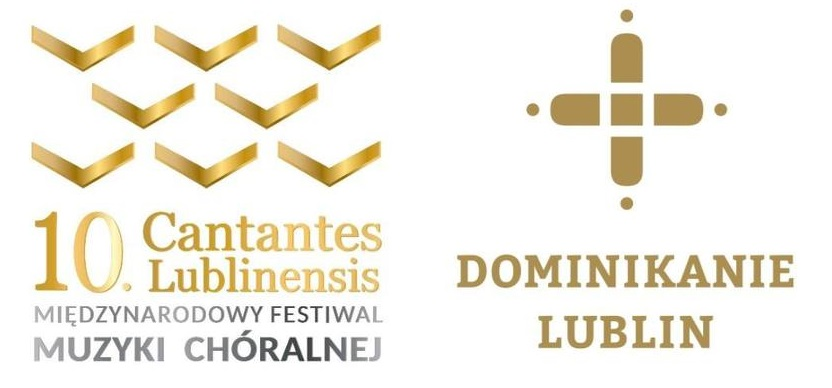 10. Cantantes
Lublinensis
MIĘDZYNARODOWY FESTIWAL
MUZYKI CHÓRALNEJ
DOMINIKANIE
LUBLIN